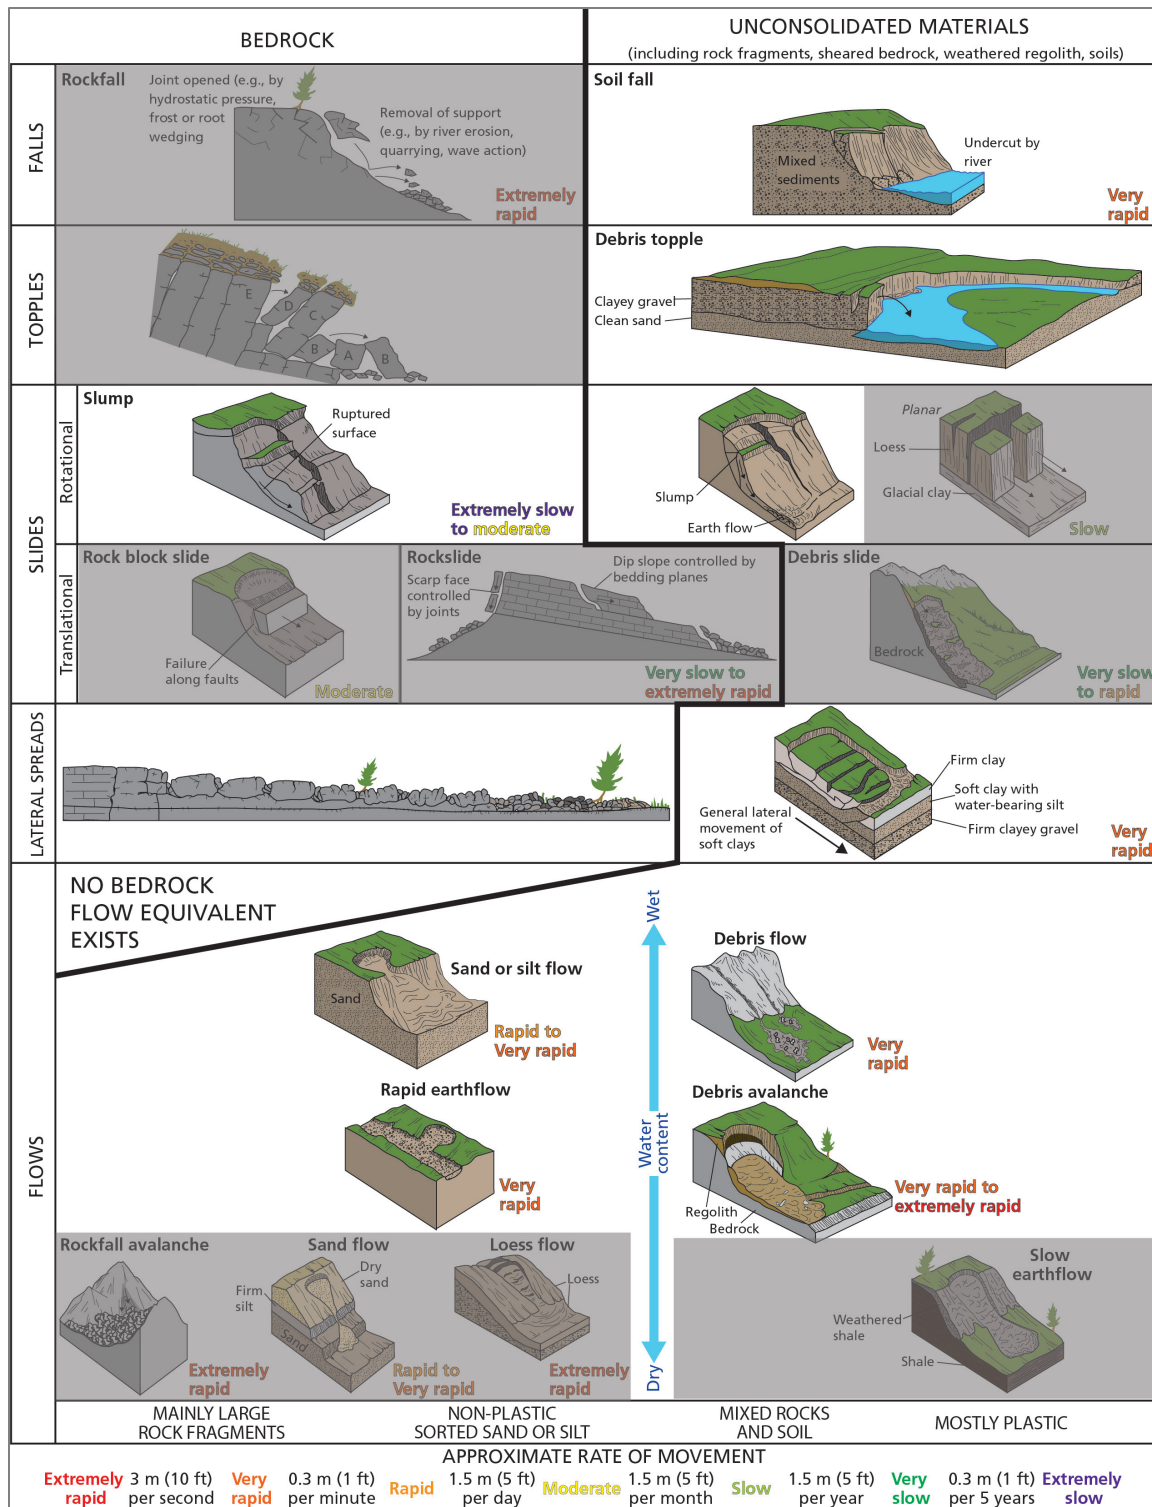 BEDROCK
UNCONSOLIDATED MATERIALS
(including rock fragments, sheared bedrock, weathered regolith, soils)
FALLS
Rockfall
Joint opened (e.g., by
hydrostatic pressure,
frost or root
wedging
Removal of support
(e.g., by river erosion,
quarrying, wave action)
Extremely
rapid
Soil fall
Mixed
sediments
Undercut by
river
Very
rapid
TOPPLES
E
D
C
B
A
B
Debris topple
Clayey gravel
Clean sand
SLIDES
Rotational
Slump
Ruptured
surface
Extremely slow
to moderate
Slump
Earth flow
Planar
Loess
Glacial clay
Slow
Translational
Rock block slide
Failure
along faults
Moderate
Rockslide
Scarp face
controlled
by joints
Dip slope controlled by
bedding planes
Very slow to
extremely rapid
Debris slide
Bedrock
Very slow
to rapid
LATERAL SPREADS
Firm clay
Soft clay with
water-bearing silt
Firm clayey gravel
General lateral
movement of
soft clays
Very
rapid
FLOWS
NO BEDROCK
FLOW EQUIVALENT
EXISTS
Sand or silt flow
Sand
Rapid to
Very rapid
Rapid earthflow
Very
rapid
Wet
Water
content
Dry
Debris flow
Very
rapid
Debris avalanche
Regolith
Bedrock
Very rapid to
extremely rapid
Rockfall avalanche
Extremely
rapid
Sand flow
Dry
sand
Firm
silt
Sand
Rapid to
Very rapid
Loess flow
Loess
Extremely
rapid
Slow
earthflow
Weathered
shale
Shale
MAINLY LARGE
ROCK FRAGMENTS
NON-PLASTIC
SORTED SAND OR SILT
MIXED ROCKS
AND SOIL
MOSTLY PLASTIC
APPROXIMATE RATE OF MOVEMENT
Extremely
rapid
3 m (10 ft)
per second
Very
rapid
0.3 m (1 ft)
per minute
Rapid
1.5 m (5 ft)
per day
Moderate
1.5 m (5 ft)
per month
Slow
1.5 m (5 ft)
per year
Very
slow
0.3 m (1 ft)
per 5 years
Extremely
slow